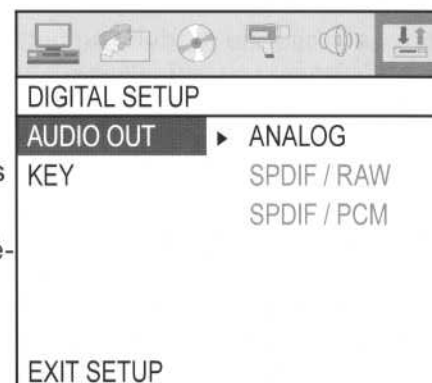 DIGITAL SETUP
AUDIO OUT ▸ ANALOG
s KEY SPDIF / RAW
SPDIF / PCM
e-
EXIT SETUP